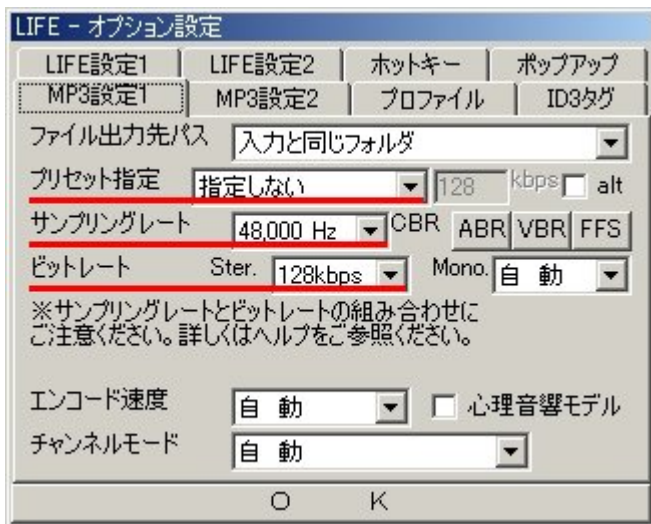 LIFE - オプション設定
LIFE設定1 LIFE設定2 ホットキー ポップアップ
MP3設定1 MP3設定2 プロファイル ID3タグ
ファイル出力先パス 入力と同じフォルダ
プリセット指定 指定しない 128 kbps alt
サンプリングレート 48,000 Hz CBR ABR VBR FFS
ビットレート Ster. 128kbps Mono. 自 動
※サンプリングレートとビットレートの組み合わせに
ご注意ください。詳しくはヘルプをご参照ください。
エンコード速度 自 動 心理音響モデル
チャンネルモード 自 動
O K